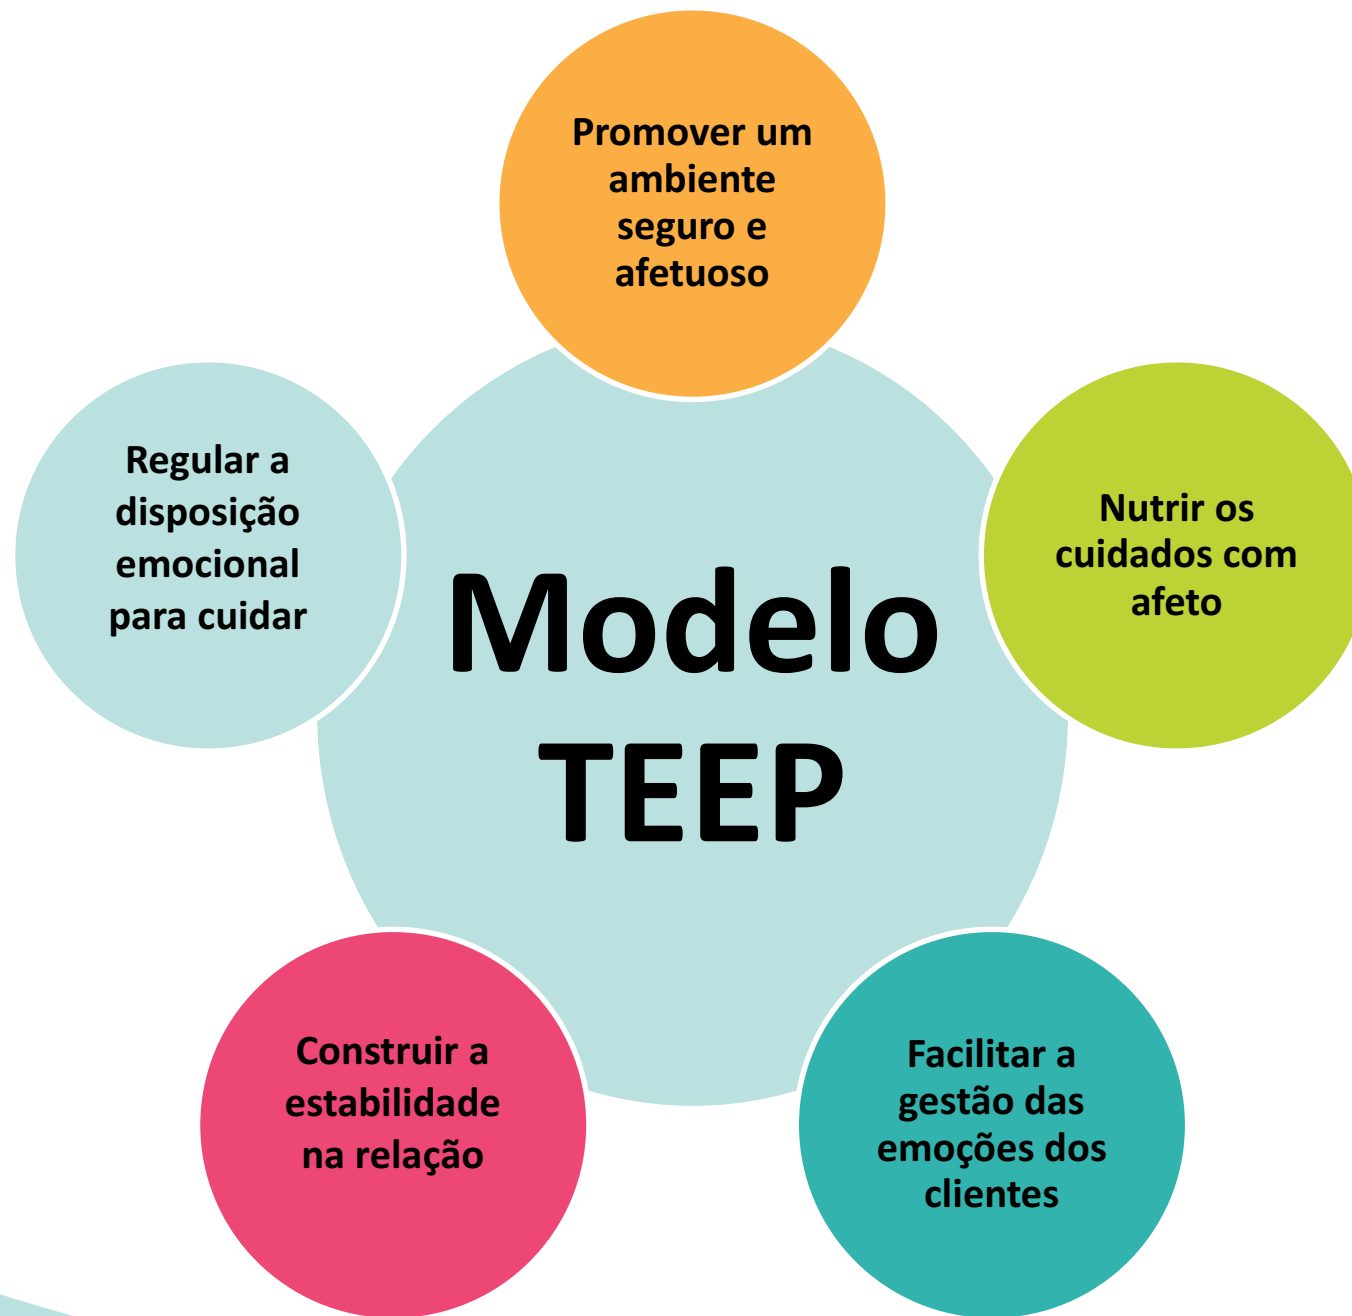 Promover um
ambiente
seguro e
afetuoso
Regular a
disposição
emocional
para cuidar
Nutrir os
cuidados com
afeto
Modelo
TEEP
Construir a
estabilidade
na relação
Facilitar a
gestão das
emoções dos
clientes